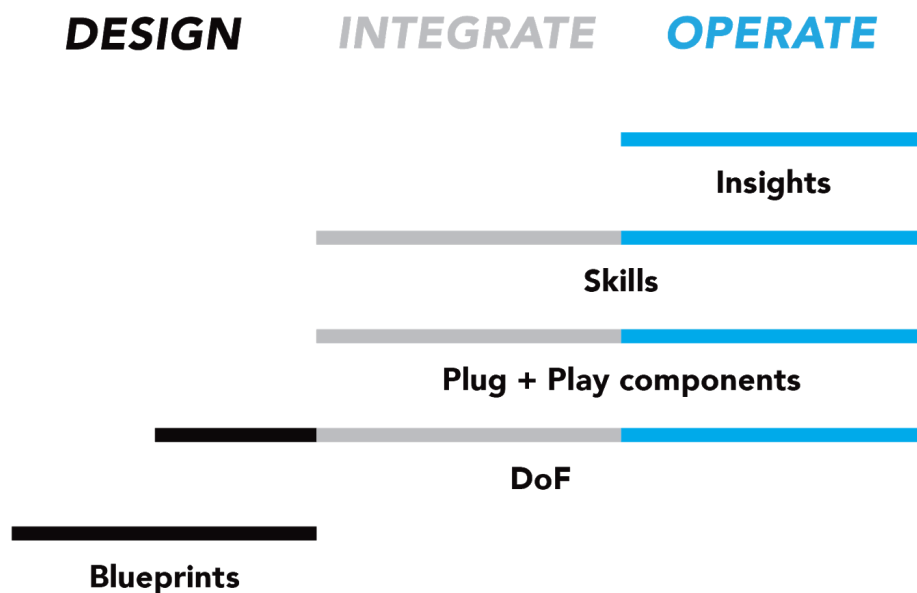 DESIGN INTEGRATE OPERATE
Insights
Skills
Plug + Play components
DoF
Blueprints